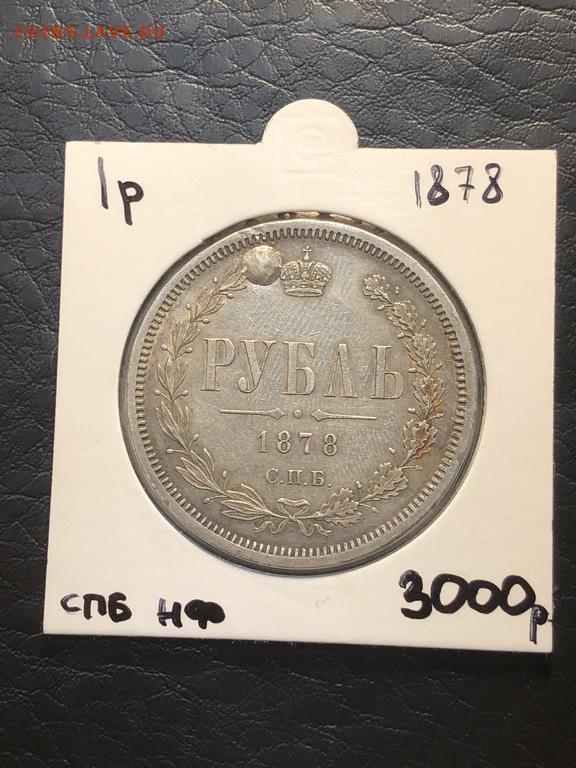 COINS.LAVE.RU
1р 1878
РУБЛЬ
1878
С.П.Б.
СПБ НФ 3000р.